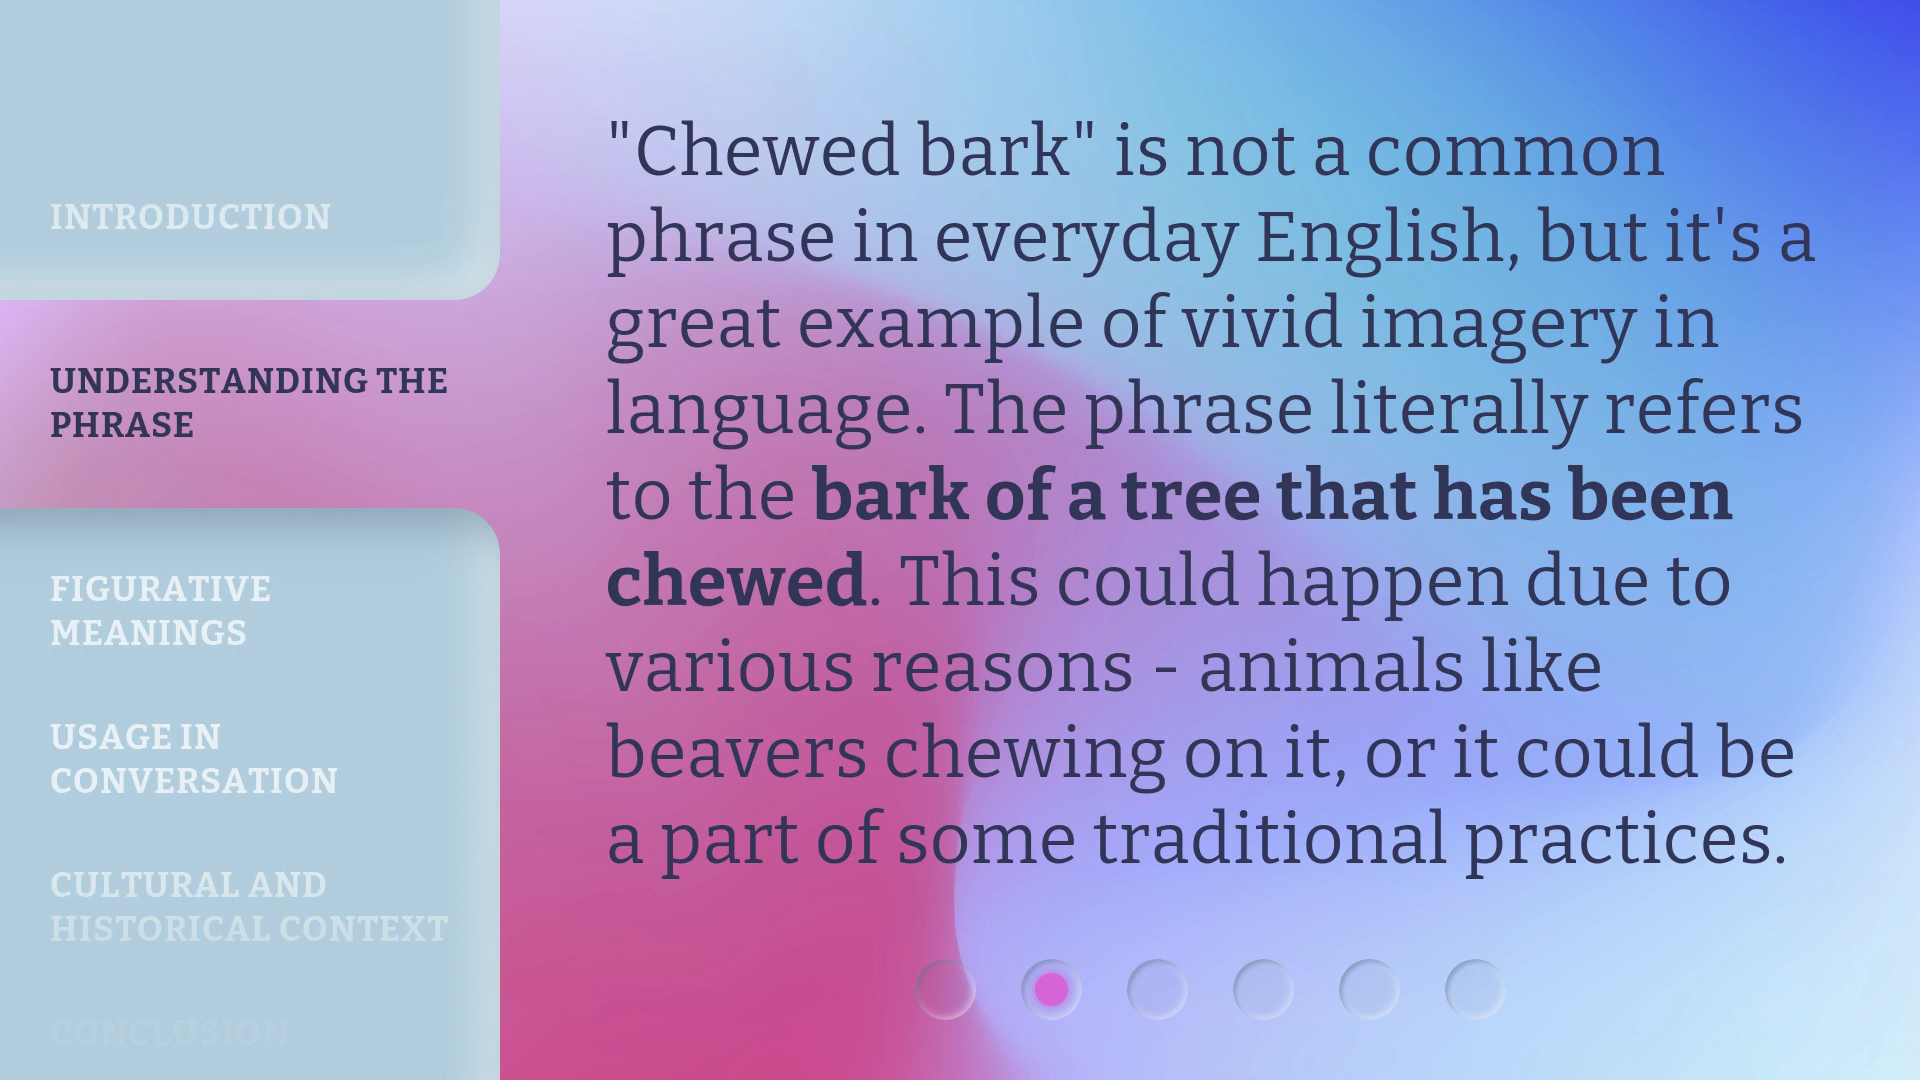 INTRODUCTION
UNDERSTANDING THE
PHRASE
FIGURATIVE
MEANINGS
USAGE IN
CONVERSATION
CULTURAL AND
HISTORICAL CONTEXT
CONCLUSION
"Chewed bark" is not a common
phrase in everyday English, but it's a
great example of vivid imagery in
language. The phrase literally refers
to the bark of a tree that has been
chewed. This could happen due to
various reasons - animals like
beavers chewing on it, or it could be
a part of some traditional practices.